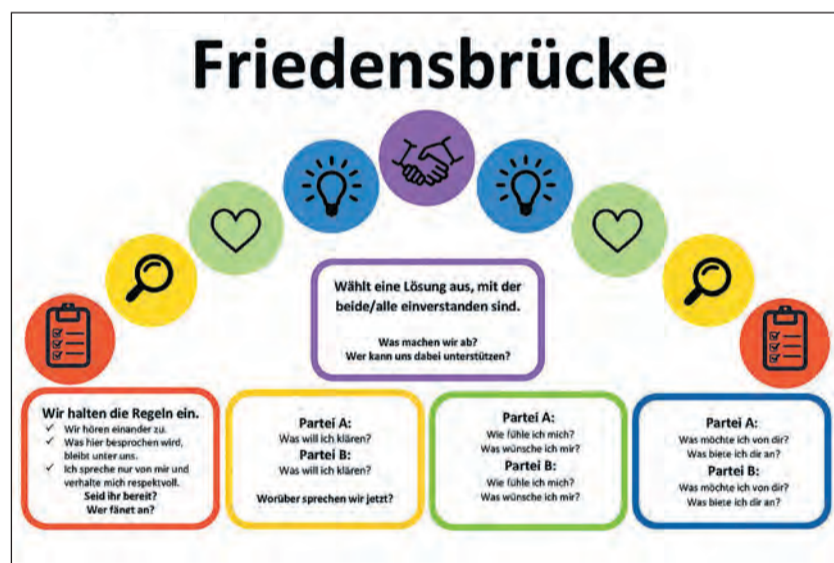 Friedensbrücke
Wählt eine Lösung aus, mit der
beide/alle einverstanden sind.
Was machen wir ab?
Wer kann uns dabei unterstützen?
Wir halten die Regeln ein.
✓ Wir hören einander zu.
✓ Was hier besprochen wird,
bleibt unter uns.
✓ Ich spreche nur von mir und
verhalte mich respektvoll.
Seid ihr bereit?
Wer fänet an?
Partei A:
Was will ich klären?
Partei B:
Was will ich klären?
Worüber sprechen wir jetzt?
Partei A:
Wie fühle ich mich?
Was wünsche ich mir?
Partei B:
Wie fühle ich mich?
Was wünsche ich mir?
Partei A:
Was möchte ich von dir?
Was biete ich dir an?
Partei B:
Was möchte ich von dir?
Was biete ich dir an?